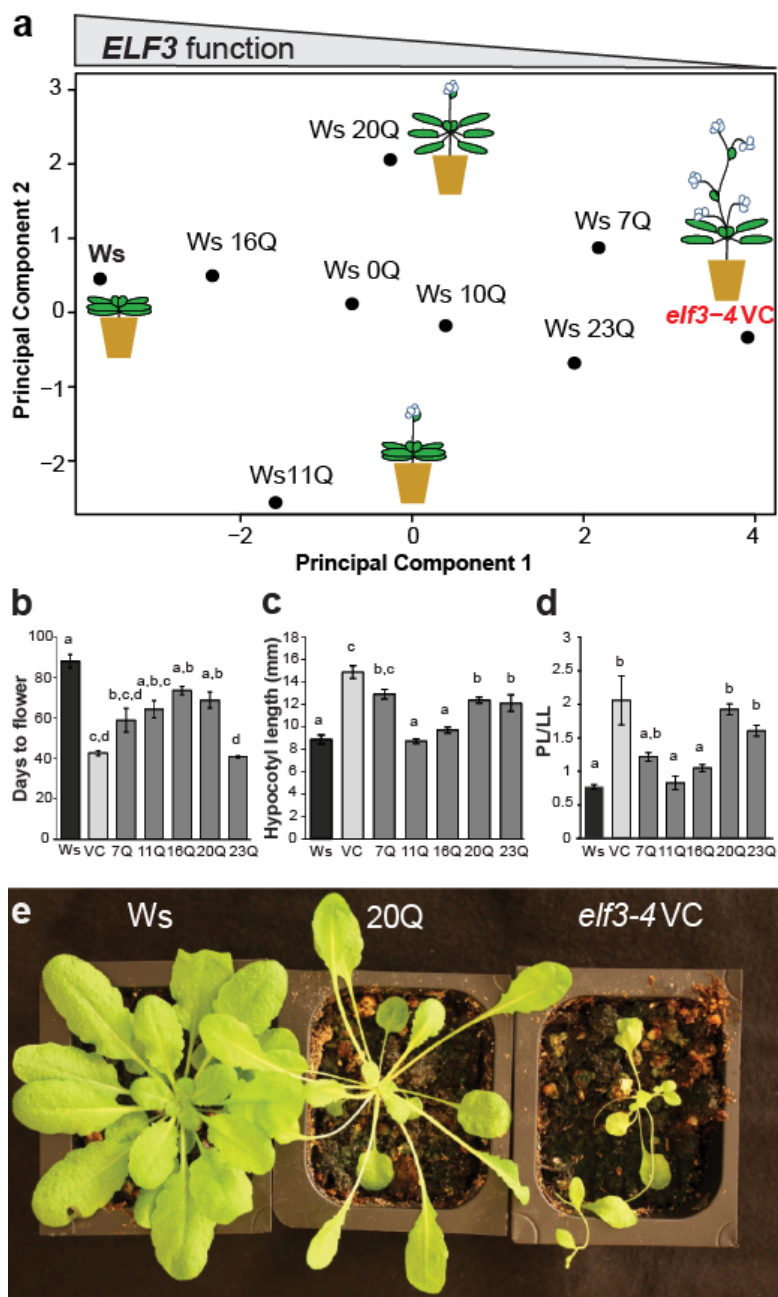 a
ELF3 function
3
2
1
0
−1
−2
Principal Component 2
Ws 20Q
Ws 7Q
Ws
Ws 16Q
Ws 0Q
Ws 10Q
elf3−4 VC
Ws 23Q
Ws11Q
−2
0
2
4
Principal Component 1
b
Days to flower
100
80
60
40
20
0
a
c,d
b,c,d
a,b,c
a,b
a,b
d
Ws VC 7Q 11Q 16Q 20Q 23Q
c
Hypocotyl length (mm)
18
16
14
12
10
8
6
4
2
0
a
c
b,c
a
a
b
b
Ws VC 7Q 11Q 16Q 20Q 23Q
d
PL/LL
3
2.5
2
1.5
1
0.5
0
a
b
a,b
a
a
b
b
Ws VC 7Q 11Q 16Q 20Q 23Q
e
Ws
20Q
elf3-4 VC